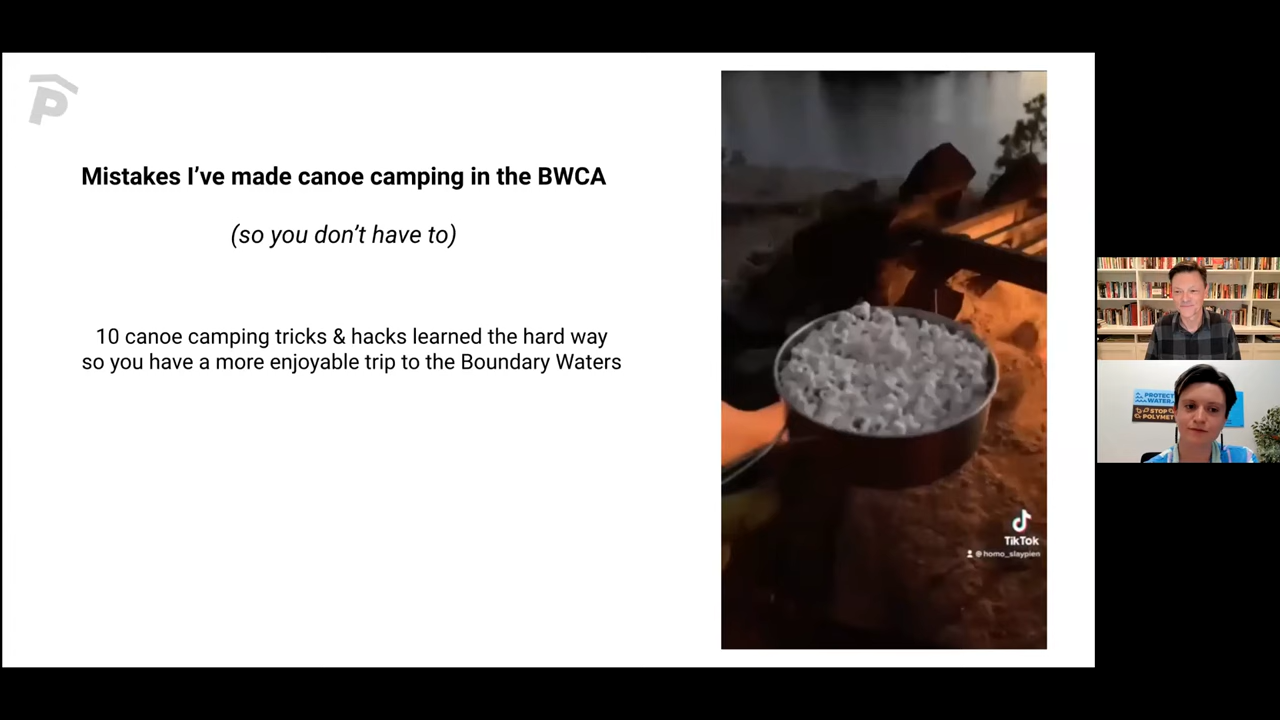 P
Mistakes I've made canoe camping in the BWCA
(so you don't have to)
10 canoe camping tricks & hacks learned the hard way
so you have a more enjoyable trip to the Boundary Waters
TikTok
@homo_slaypien
PROTECT
WATER
STOP
POLYMET